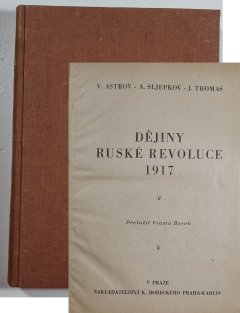 V. ASTROV - A. SLJEPKOV - J. THOMAS
DĚJINY
RUSKÉ REVOLUCE
1917
Přeložil Vlasta Borek
V PRAZE
NAKLADATELSTVÍ K. BORECKÉHO PRAHA-KARLÍN